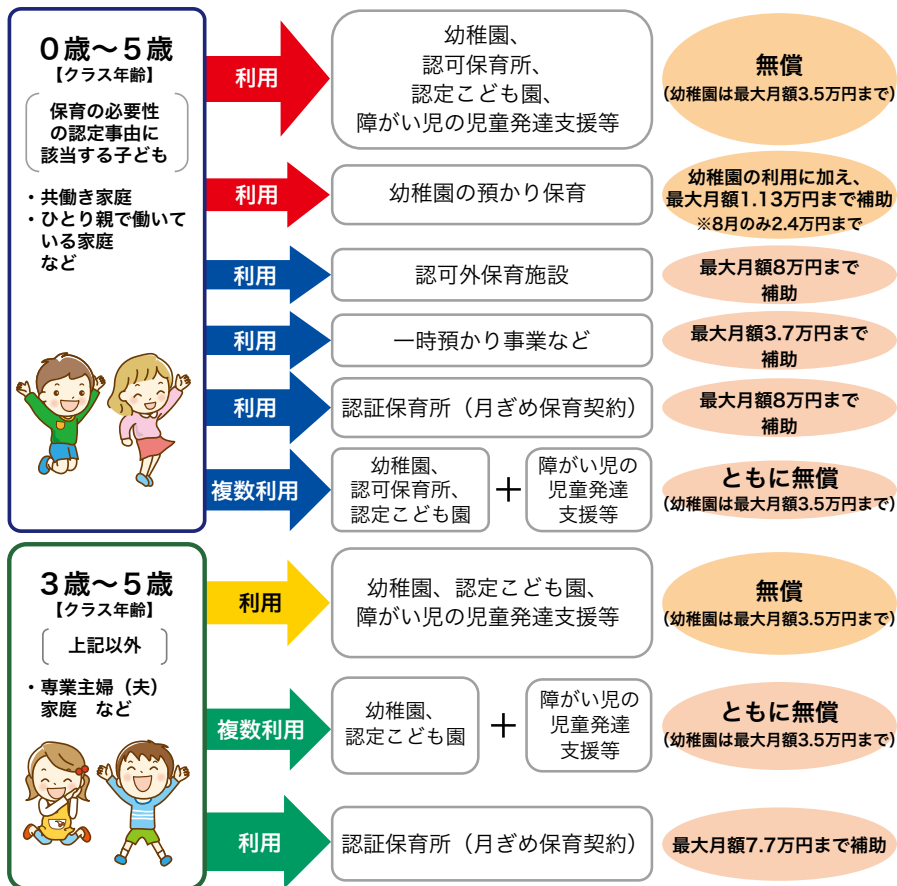 0歳～5歳
【クラス年齢】
保育の必要性
の認定事由に
該当する子ども
・共働き家庭
・ひとり親で働いて
いる家庭
など
利用
幼稚園、
認可保育所、
認定こども園、
障がい児の児童発達支援等
無償
(幼稚園は最大月額3.5万円まで)
利用
幼稚園の預かり保育
幼稚園の利用に加え、
最大月額1.13万円まで補助
※8月のみ2.4万円まで
利用
認可外保育施設
最大月額8万円まで
補助
利用
一時預かり事業など
最大月額3.7万円まで
補助
利用
認証保育所（月ぎめ保育契約）
最大月額8万円まで
補助
複数利用
幼稚園、
認可保育所、
認定こども園
＋
障がい児の
児童発達
支援等
ともに無償
(幼稚園は最大月額3.5万円まで)
3歳～5歳
【クラス年齢】
上記以外
・専業主婦（夫）
家庭　など
利用
幼稚園、認定こども園、
障がい児の児童発達支援等
無償
(幼稚園は最大月額3.5万円まで)
複数利用
幼稚園、
認定こども園
＋
障がい児の
児童発達
支援等
ともに無償
(幼稚園は最大月額3.5万円まで)
利用
認証保育所（月ぎめ保育契約）
最大月額7.7万円まで補助